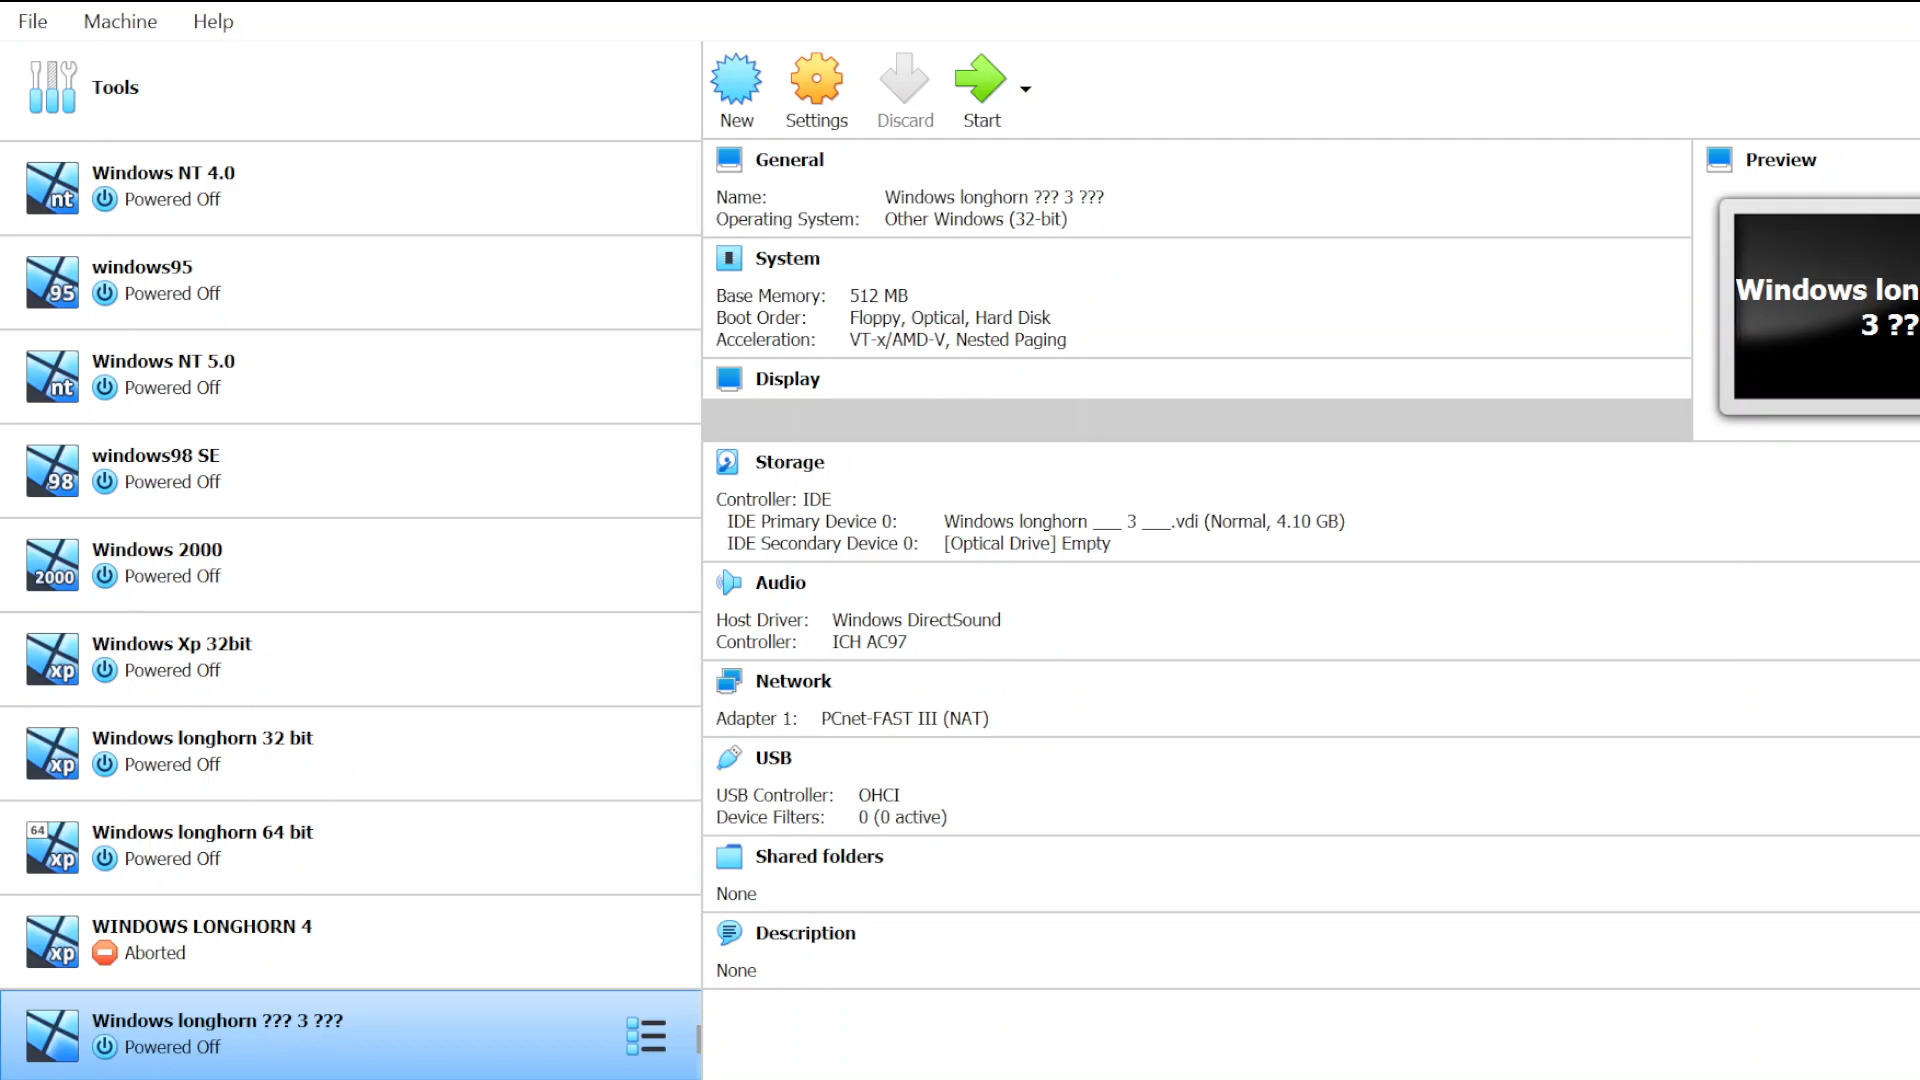 File Machine Help
Tools
New Settings Discard Start
nt Windows NT 4.0
Powered Off
95 windows95
Powered Off
nt Windows NT 5.0
Powered Off
98 windows98 SE
Powered Off
2000 Windows 2000
Powered Off
xp Windows Xp 32bit
Powered Off
xp Windows longhorn 32 bit
Powered Off
64 xp Windows longhorn 64 bit
Powered Off
xp WINDOWS LONGHORN 4
Aborted
Windows longhorn ??? 3 ???
Powered Off
General
Name: Windows longhorn ??? 3 ???
Operating System: Other Windows (32-bit)
System
Base Memory: 512 MB
Boot Order: Floppy, Optical, Hard Disk
Acceleration: VT-x/AMD-V, Nested Paging
Display
Preview
Windows lon
3 ??
Storage
Controller: IDE
IDE Primary Device 0: Windows longhorn ___ 3 ___.vdi (Normal, 4.10 GB)
IDE Secondary Device 0: [Optical Drive] Empty
Audio
Host Driver: Windows DirectSound
Controller: ICH AC97
Network
Adapter 1: PCnet-FAST III (NAT)
USB
USB Controller: OHCI
Device Filters: 0 (0 active)
Shared folders
None
Description
None